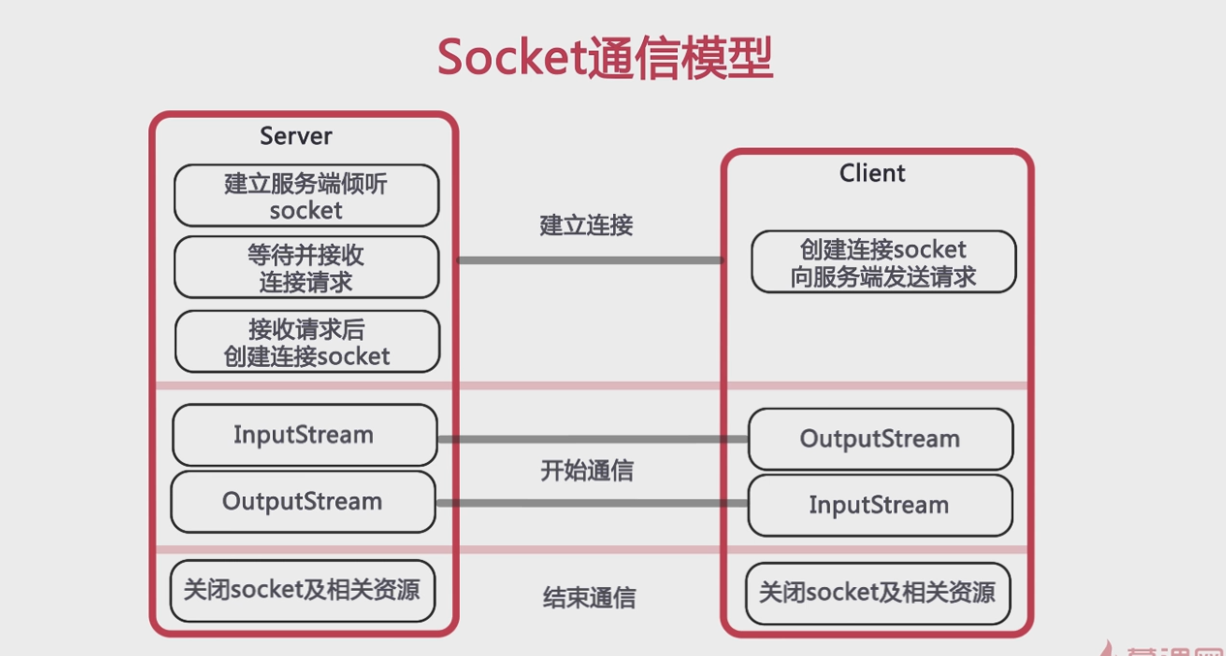 Socket通信模型
Server
建立服务端倾听
socket
等待并接收
连接请求
接收请求后
创建连接socket
InputStream
OutputStream
关闭socket及相关资源
建立连接
开始通信
结束通信
Client
创建连接socket
向服务端发送请求
OutputStream
InputStream
关闭socket及相关资源